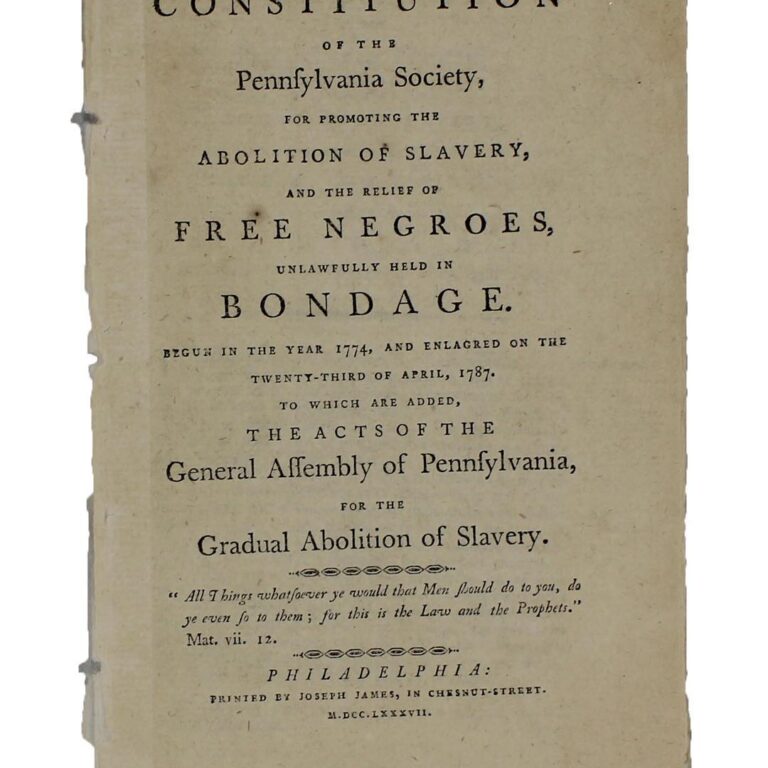 CONSTITUTION
OF THE
Pennſylvania Society,
FOR PROMOTING THE
ABOLITION OF SLAVERY,
AND THE RELIEF OF
FREE NEGROES,
UNLAWFULLY HELD IN
BONDAGE.
BEGUN IN THE YEAR 1774, AND ENLAGRED ON THE
TWENTY-THIRD OF APRIL, 1787.
TO WHICH ARE ADDED,
THE ACTS OF THE
General Aſſembly of Pennſylvania,
FOR THE
Gradual Abolition of Slavery.
“ All Things whatſoever ye would that Men ſhould do to you, do
ye even ſo to them; for this is the Law and the Prophets.”
Mat. vii. 12.
PHILADELPHIA:
PRINTED BY JOSEPH JAMES, IN CHESNUT-STREET.
M.DCC.LXXXVII.